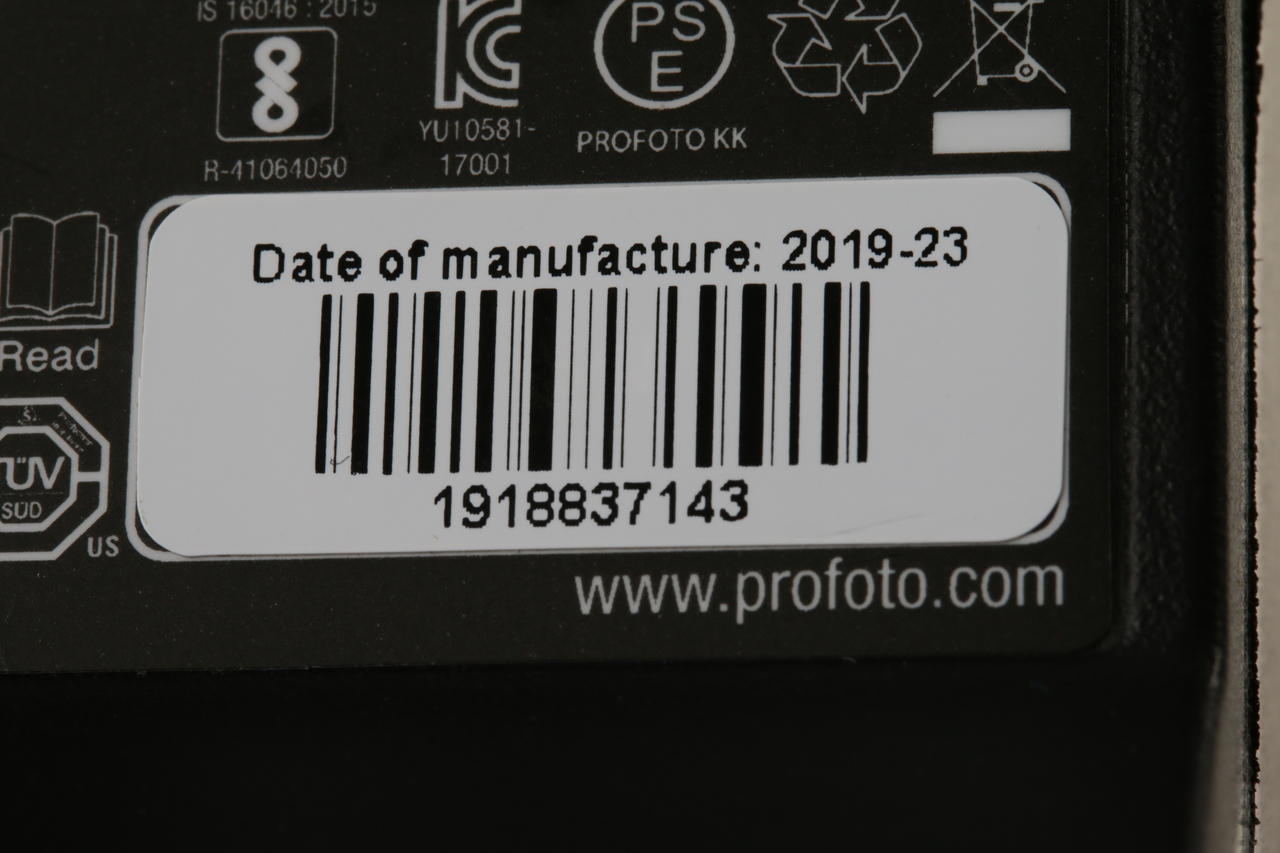 IS 16046 : 2015
PS
E
R-41064050
YU10581-
17001
PROFOTO KK
Read
Date of manufacture: 2019-23
1918837143
TÜV
SÜD
US
www.profoto.com